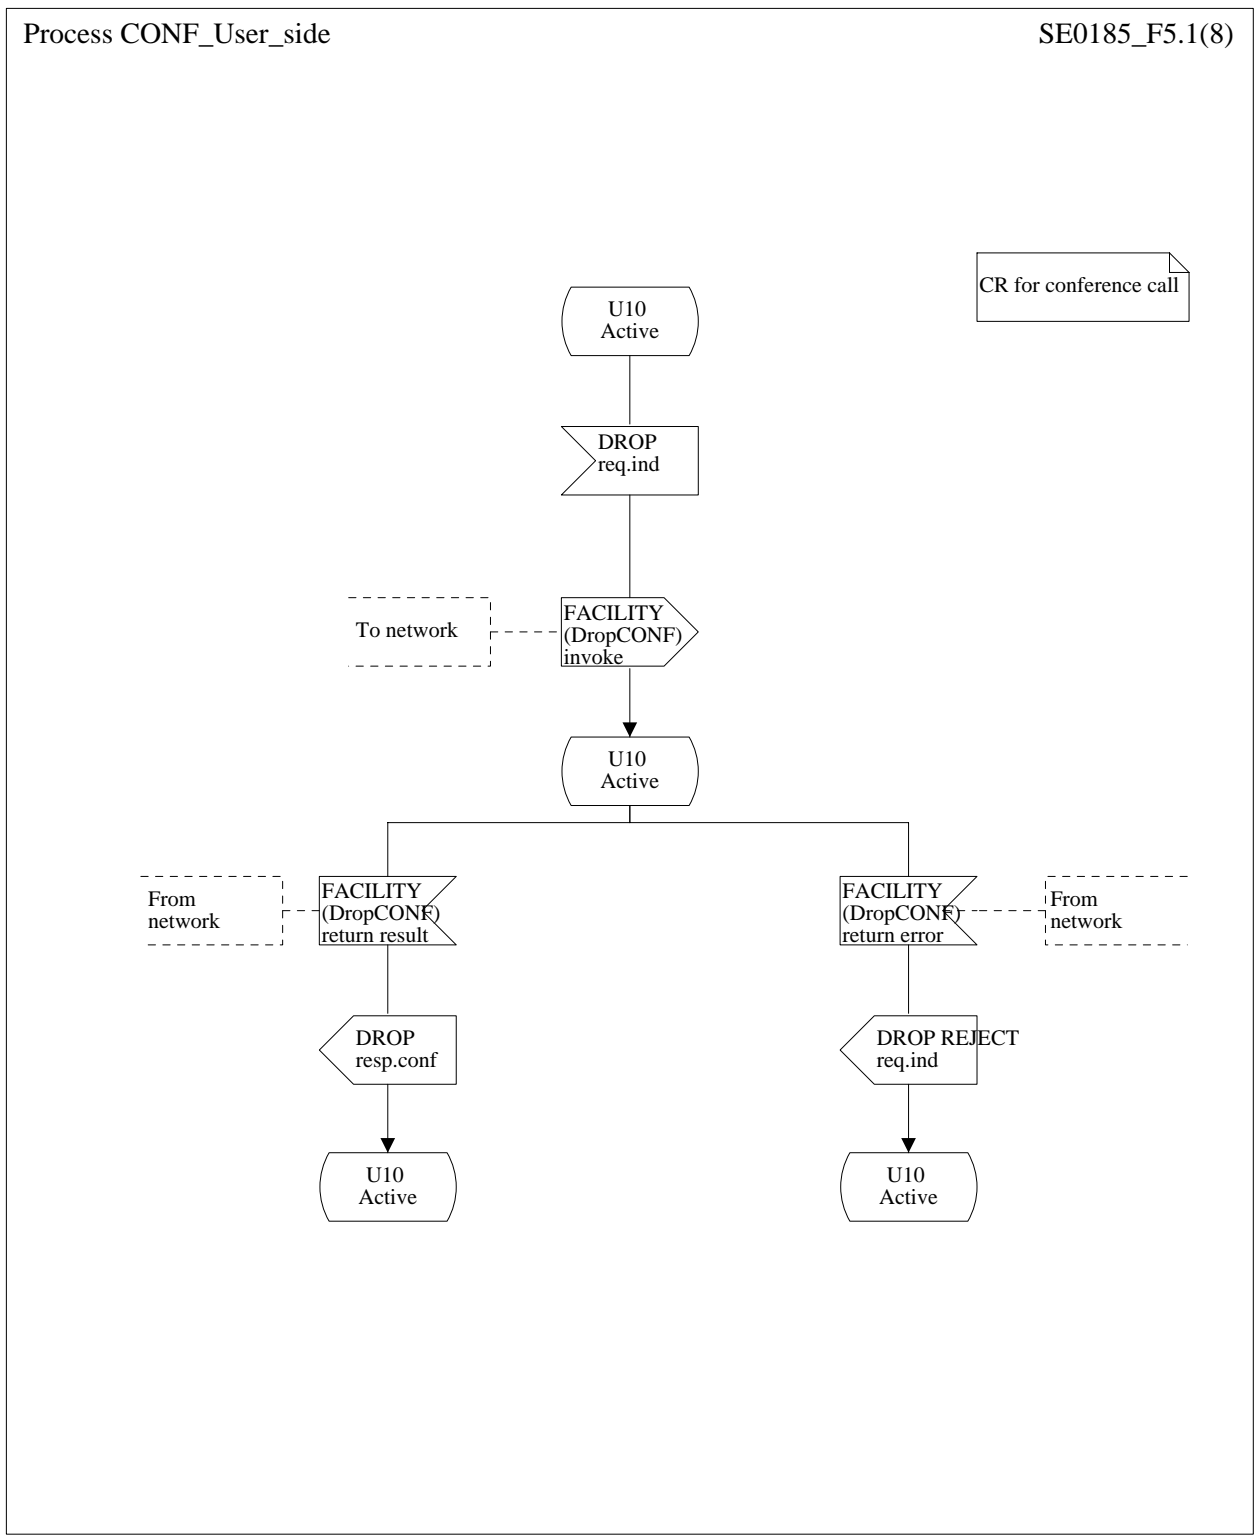 Process CONF_User_side
SE0185_F5.1(8)
CR for conference call
U10
Active
DROP
req.ind
To network
FACILITY
(DropCONF)
invoke
U10
Active
From
network
FACILITY
(DropCONF)
return result
FACILITY
(DropCONF)
return error
From
network
DROP
resp.conf
DROP REJECT
req.ind
U10
Active
U10
Active